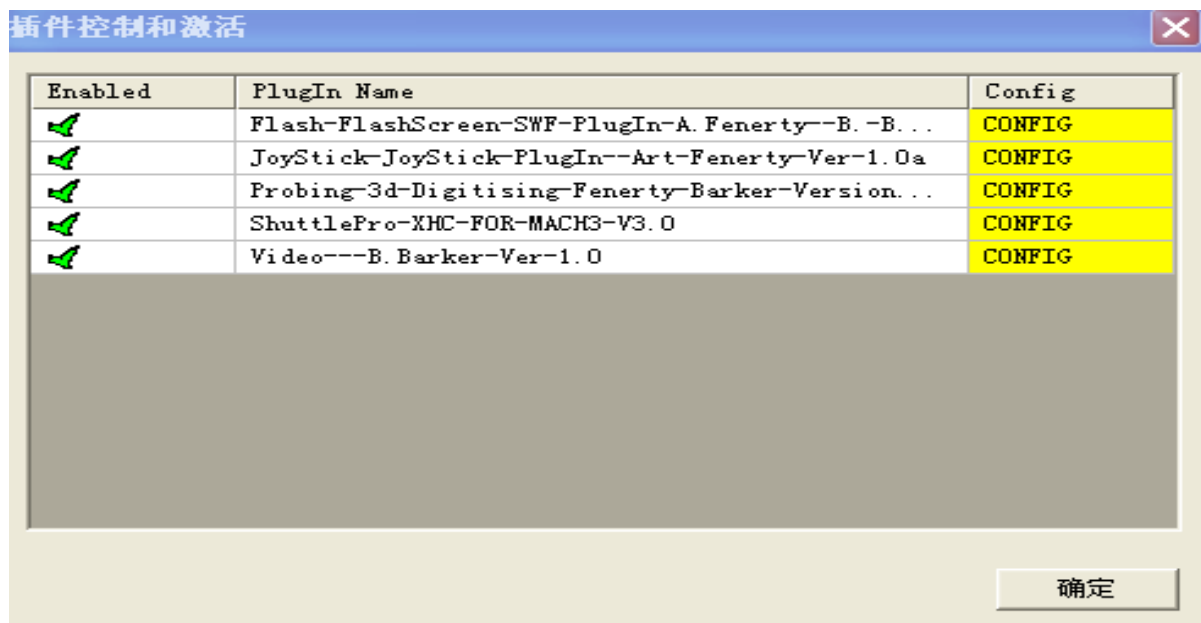 插件控制和激活
Enabled PlugIn Name Config
Flash-FlashScreen-SWF-PlugIn-A.Fenerty--B.-B... CONFIG
JoyStick-JoyStick-PlugIn--Art-Fenerty-Ver-1.0a CONFIG
Probing-3d-Digitising-Fenerty-Barker-Version... CONFIG
ShuttlePro-XHC-FOR-MACH3-V3.0 CONFIG
Video---B.Barker-Ver-1.0 CONFIG
确定